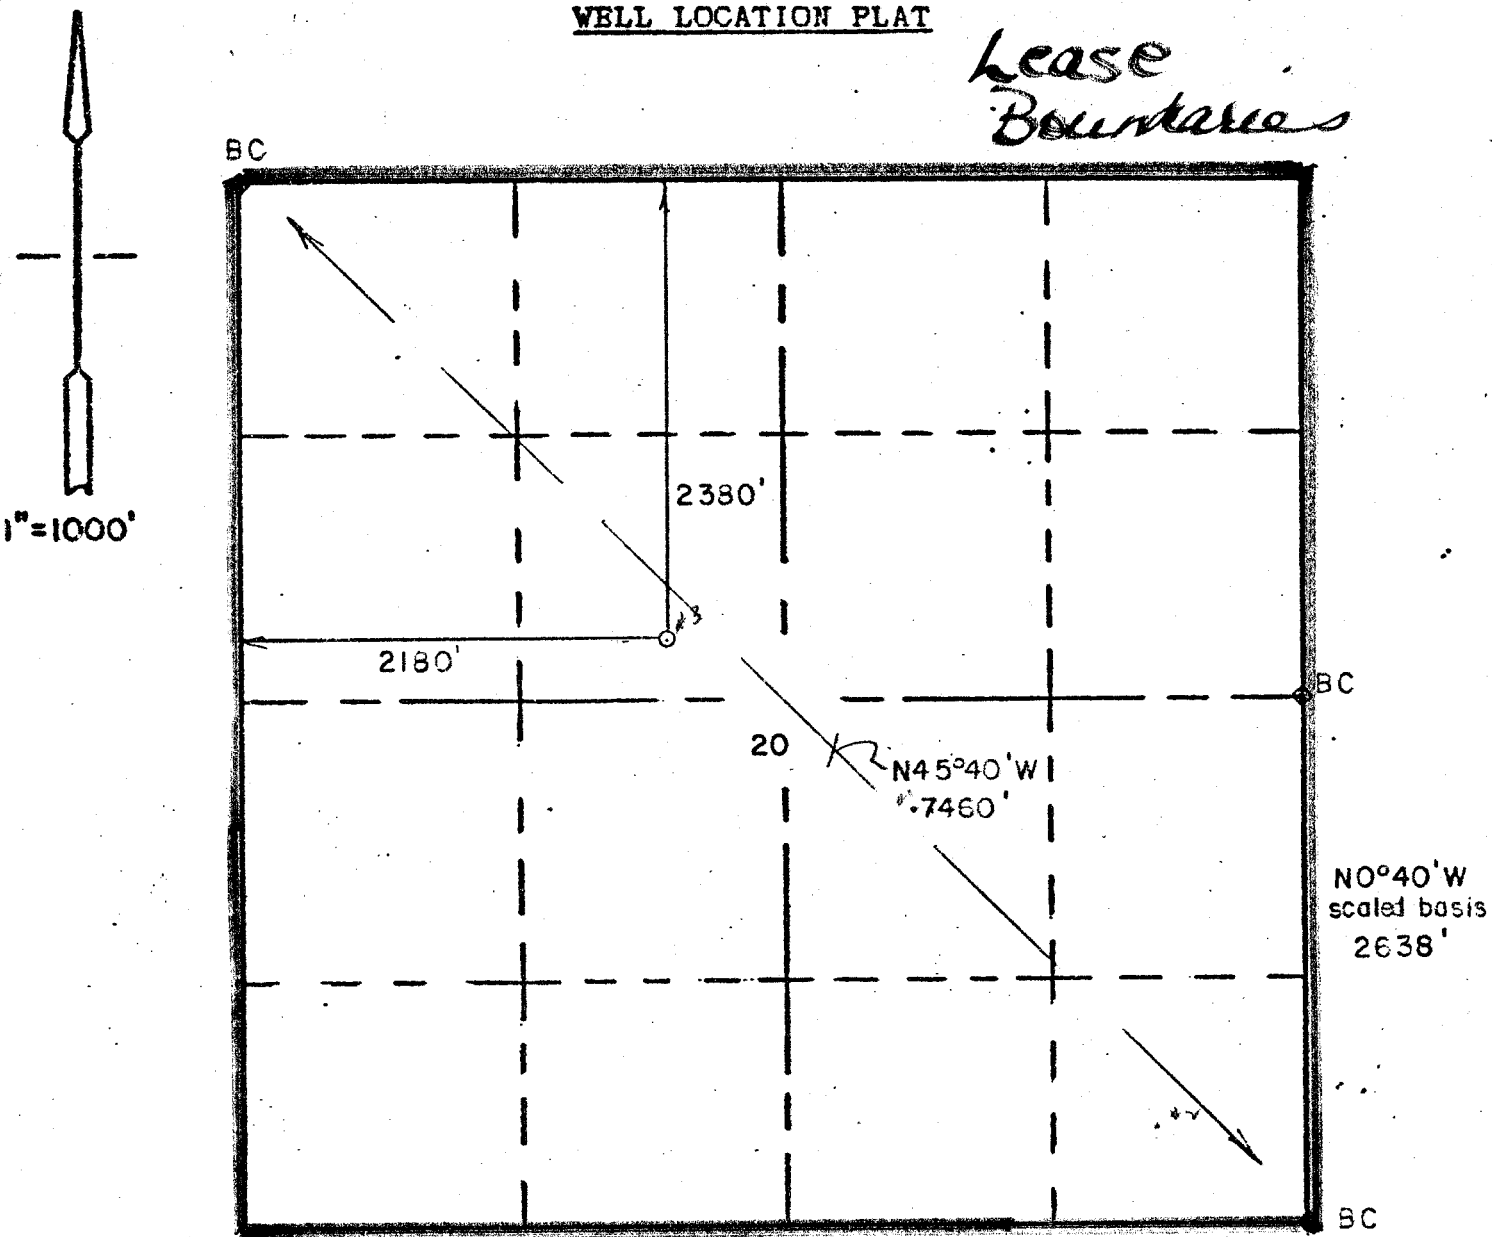 WELL LOCATION PLAT
Lease
Boundaries
BC
1"=1000'
2380'
#3
2180'
BC
20
N45°40'W
7460'
N0°40'W
scaled basis
2638'
BC